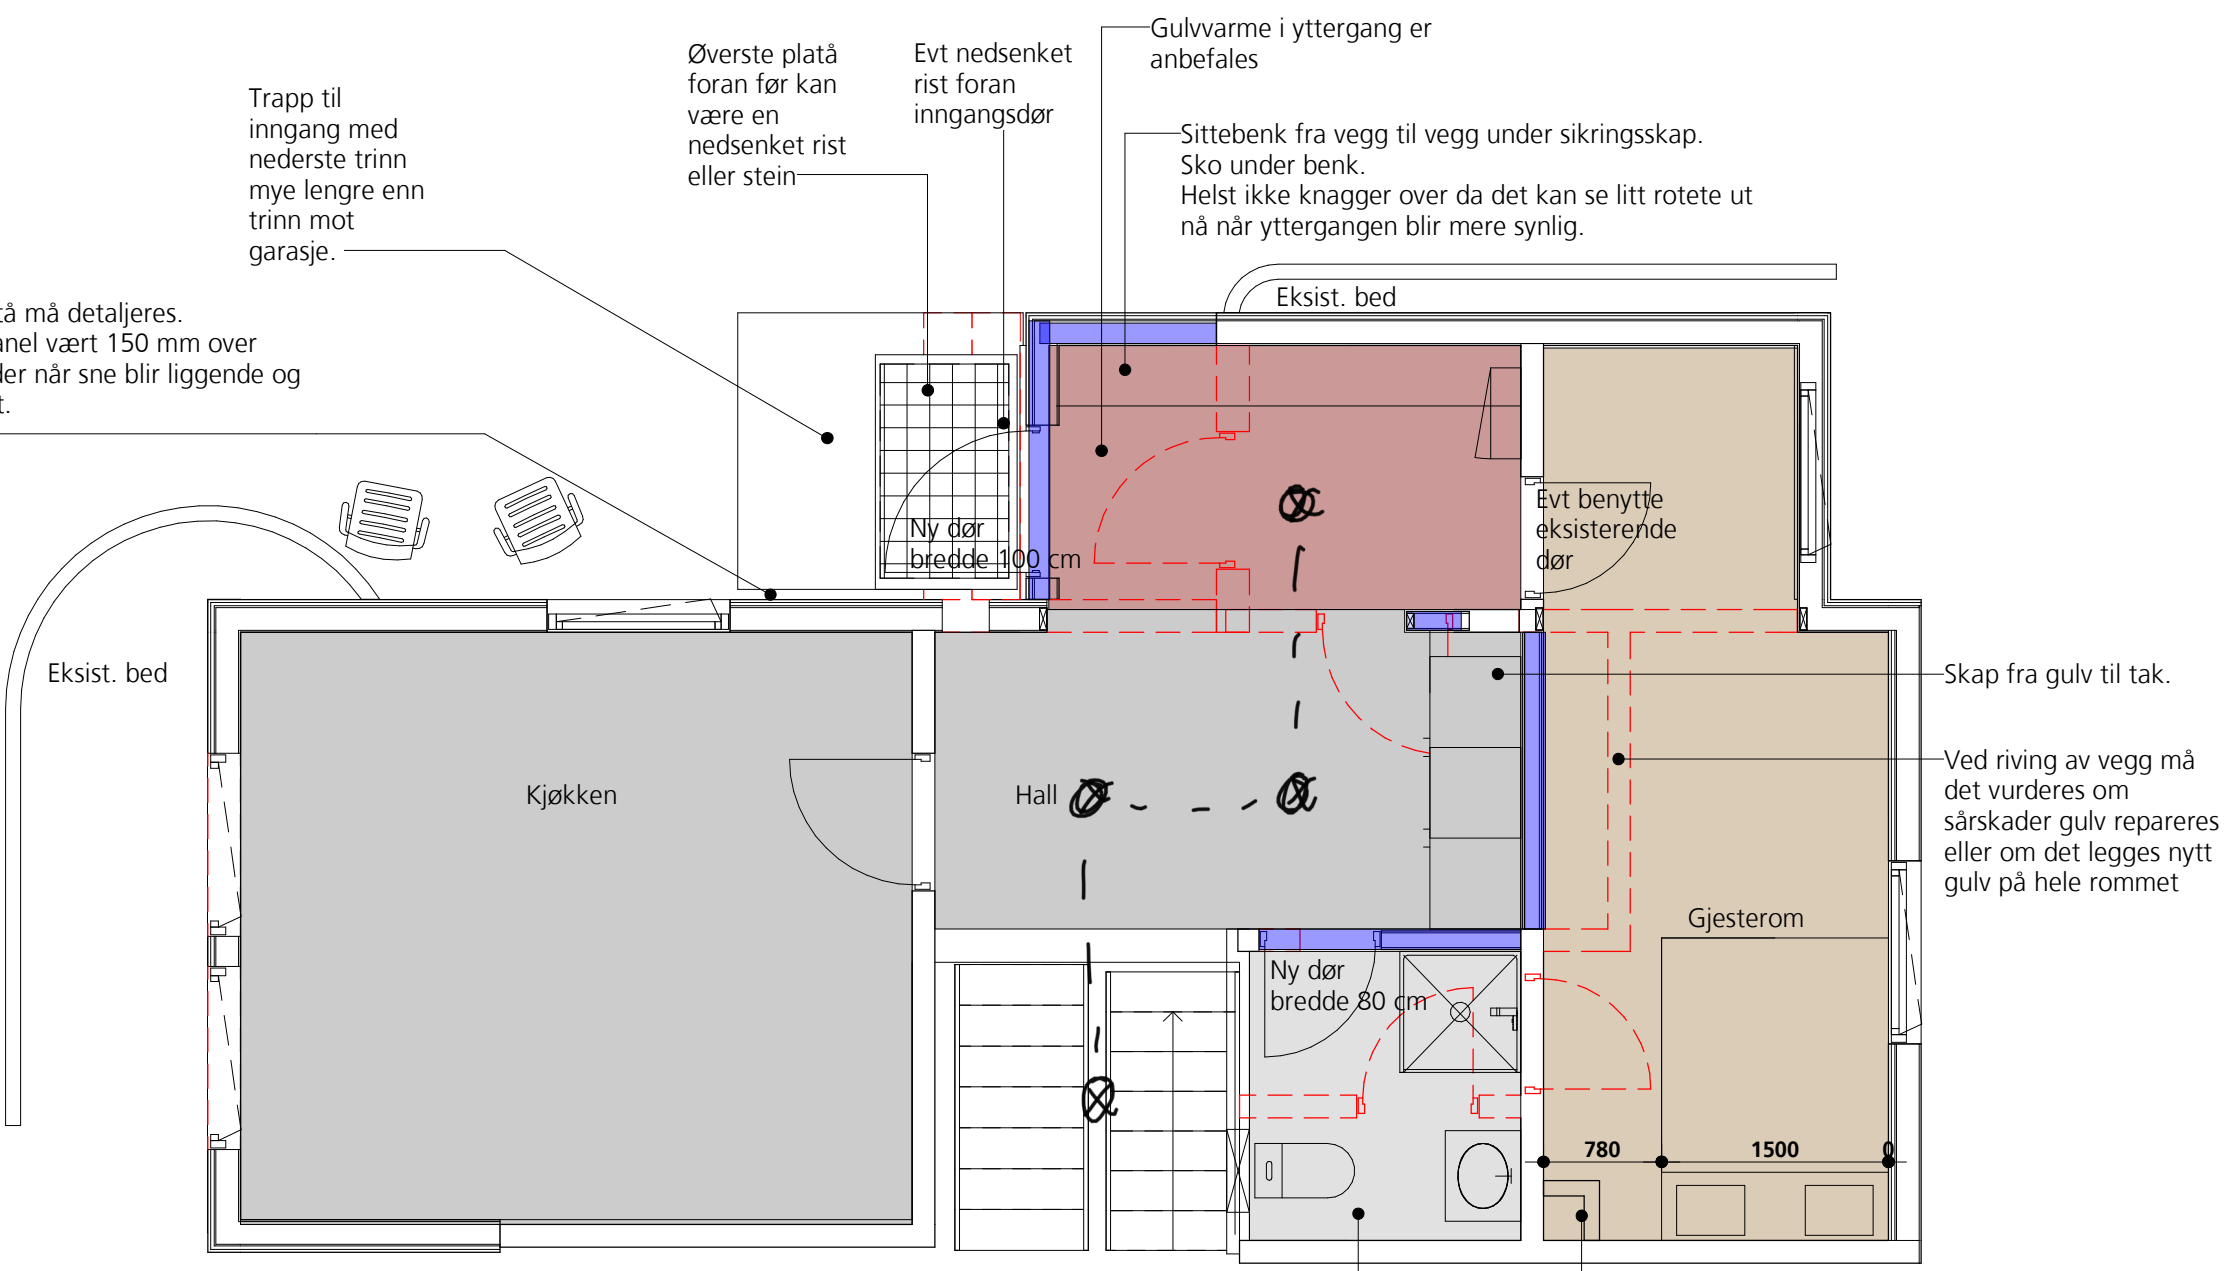 Gulvvarme i yttergang er
anbefales
Øverste platå
foran før kan
være en
nedsenket rist
eller stein
Evt nedsenket
rist foran
inngangsdør
Trapp til
inngang med
nederste trinn
mye lengre enn
trinn mot
garasje.
Sittebenk fra vegg til vegg under sikringsskap.
Sko under benk.
Helst ikke knagger over da det kan se litt rotete ut
nå når yttergangen blir mere synlig.
Eksist. bed
tå må detaljeres.
anel vært 150 mm over
der når sne blir liggende og
t.
Evt benytte
eksisterende
dør
Ny dør
bredde 100 cm
Eksist. bed
Skap fra gulv til tak.
Kjøkken
Hall
Ved riving av vegg må
det vurderes om
sårskader gulv repareres
eller om det legges nytt
gulv på hele rommet
Gjesterom
Ny dør
bredde 80 cm
780
1500
0